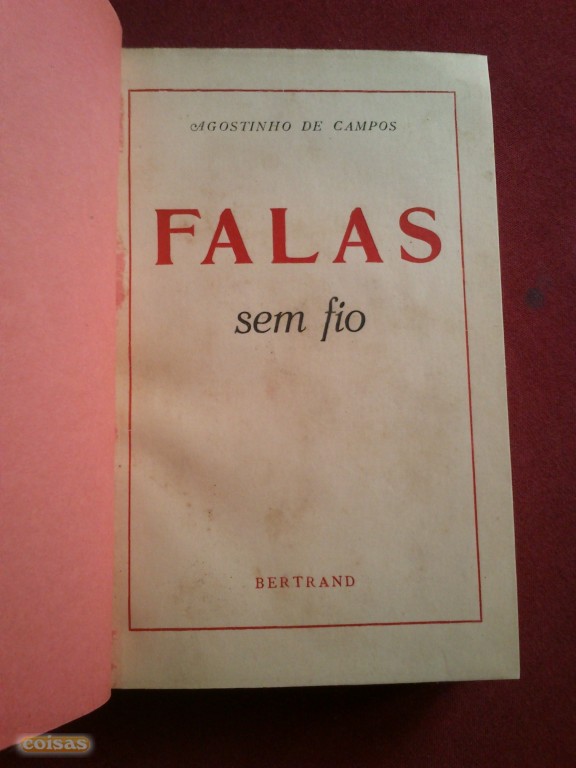 AGOSTINHO DE CAMPOS
FALAS
sem fio
BERTRAND
coisas